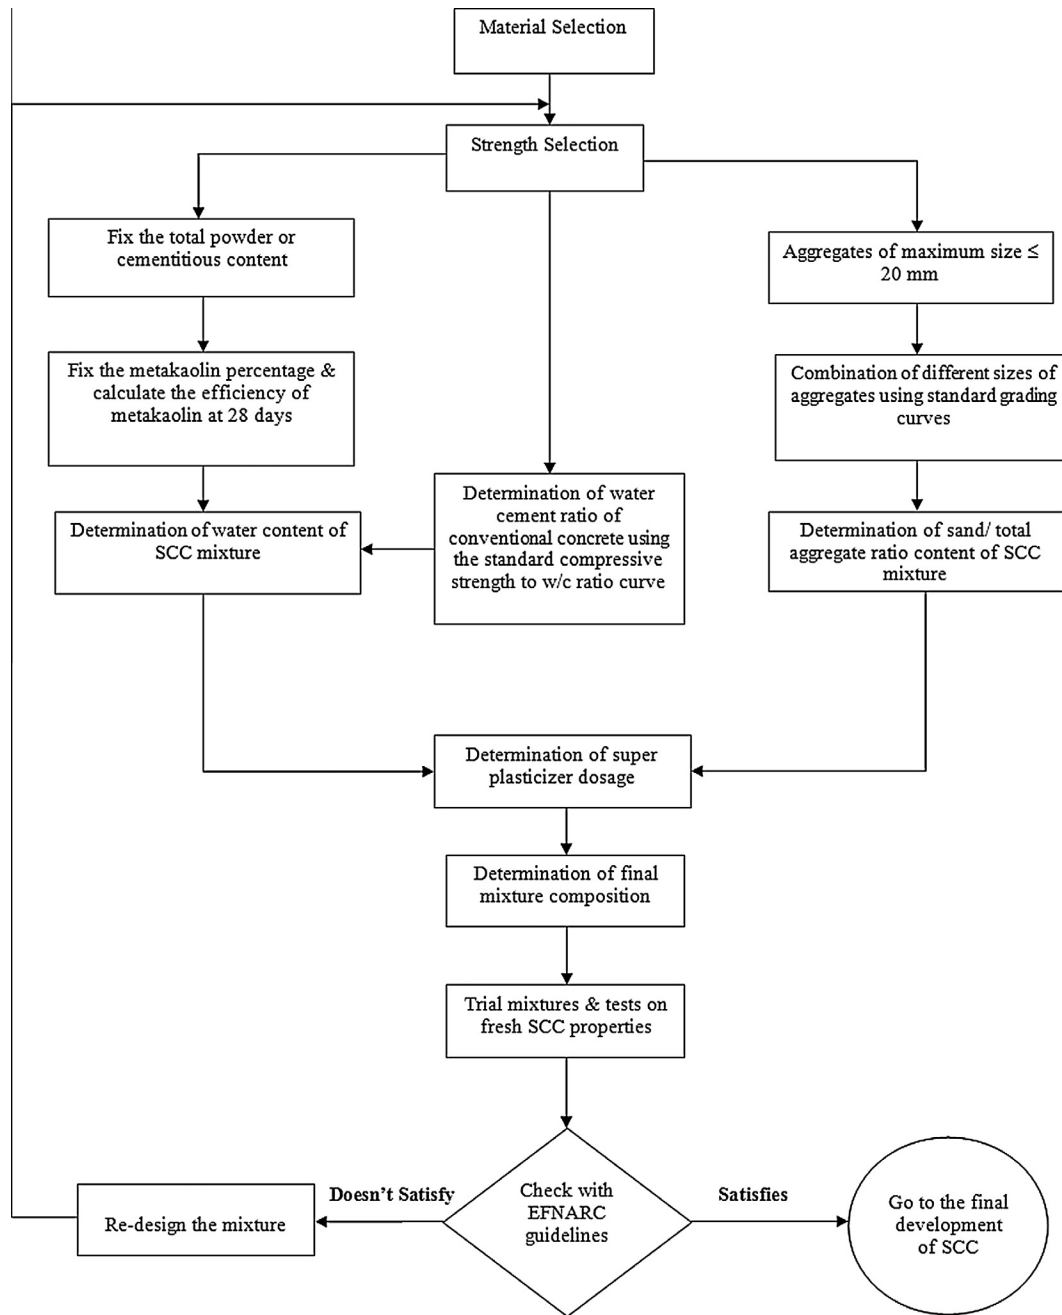 Material Selection
Strength Selection
Fix the total powder or
cementitious content
Aggregates of maximum size ≤
20 mm
Fix the metakaolin percentage &
calculate the efficiency of
metakaolin at 28 days
Combination of different sizes of
aggregates using standard grading
curves
Determination of water content of
SCC mixture
Determination of water
cement ratio of
conventional concrete using
the standard compressive
strength to w/c ratio curve
Determination of sand/ total
aggregate ratio content of SCC
mixture
Determination of super
plasticizer dosage
Determination of final
mixture composition
Trial mixtures & tests on
fresh SCC properties
Check with
EFNARC
guidelines
Doesn't Satisfy
Re-design the mixture
Satisfies
Go to the final
development
of SCC